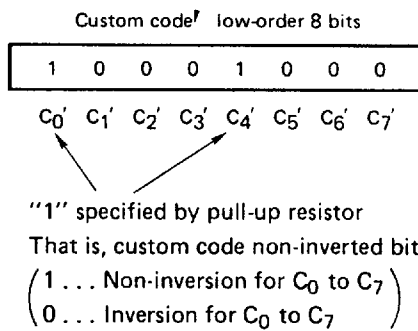 Custom code' low-order 8 bits
1 0 0 0 1 0 0 0
C₀' C₁' C₂' C₃' C₄' C₅' C₆' C₇'
"1" specified by pull-up resistor
That is, custom code non-inverted bit
1 ... Non-inversion for C₀ to C₇
0 ... Inversion for C₀ to C₇